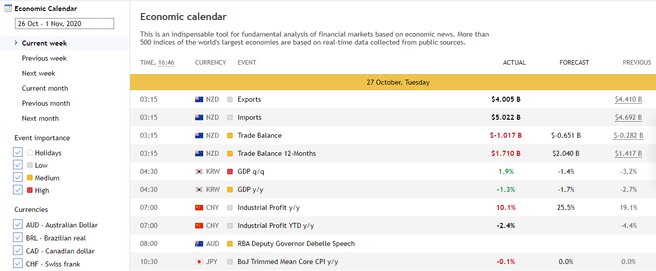 Economic Calendar
26 Oct - 1 Nov, 2020
Current week
Previous week
Next week
Current month
Previous month
Next month
Event importance
Holidays
Low
Medium
High
Currencies
AUD - Australian Dollar
BRL - Brazilian real
CAD - Canadian dollar
CHF - Swiss frank
Economic calendar
This is an indispensable tool for fundamental analysis of financial markets based on economic news. More than
500 indices of the world's largest economies are based on real-time data collected from public sources.
TIME, 16:46 CURRENCY EVENT ACTUAL FORECAST PREVIOUS
27 October, Tuesday
03:15 NZD Exports $4.005 B $4.410 B
03:15 NZD Imports $5.022 B $4.692 B
03:15 NZD Trade Balance $-1.017 B $-0.651 B $-0.282 B
03:15 NZD Trade Balance 12-Months $1.710 B $2.040 B $1.417 B
04:30 KRW GDP q/q 1.9% -1.4% -3.2%
04:30 KRW GDP y/y -1.3% -1.7% -2.7%
07:00 CNY Industrial Profit y/y 10.1% 25.5% 19.1%
07:00 CNY Industrial Profit YTD y/y -2.4% -4.4%
08:00 AUD RBA Deputy Governor Debelle Speech
10:30 JPY BoJ Trimmed Mean Core CPI y/y -0.1% 0.0% 0.0%